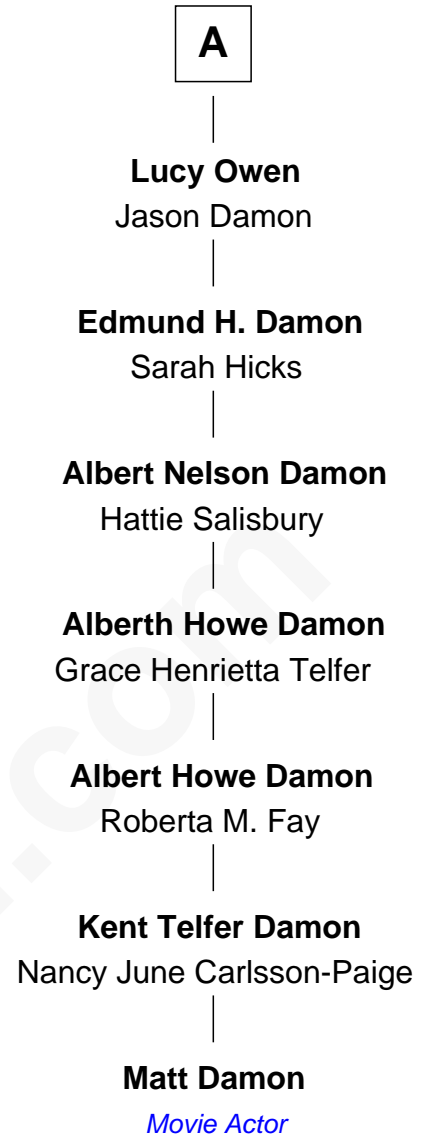 A
Lucy Owen
Jason Damon
Edmund H. Damon
Sarah Hicks
Albert Nelson Damon
Hattie Salisbury
Alberth Howe Damon
Grace Henrietta Telfer
Albert Howe Damon
Roberta M. Fay
Kent Telfer Damon
Nancy June Carlsson-Paige
Matt Damon
Movie Actor